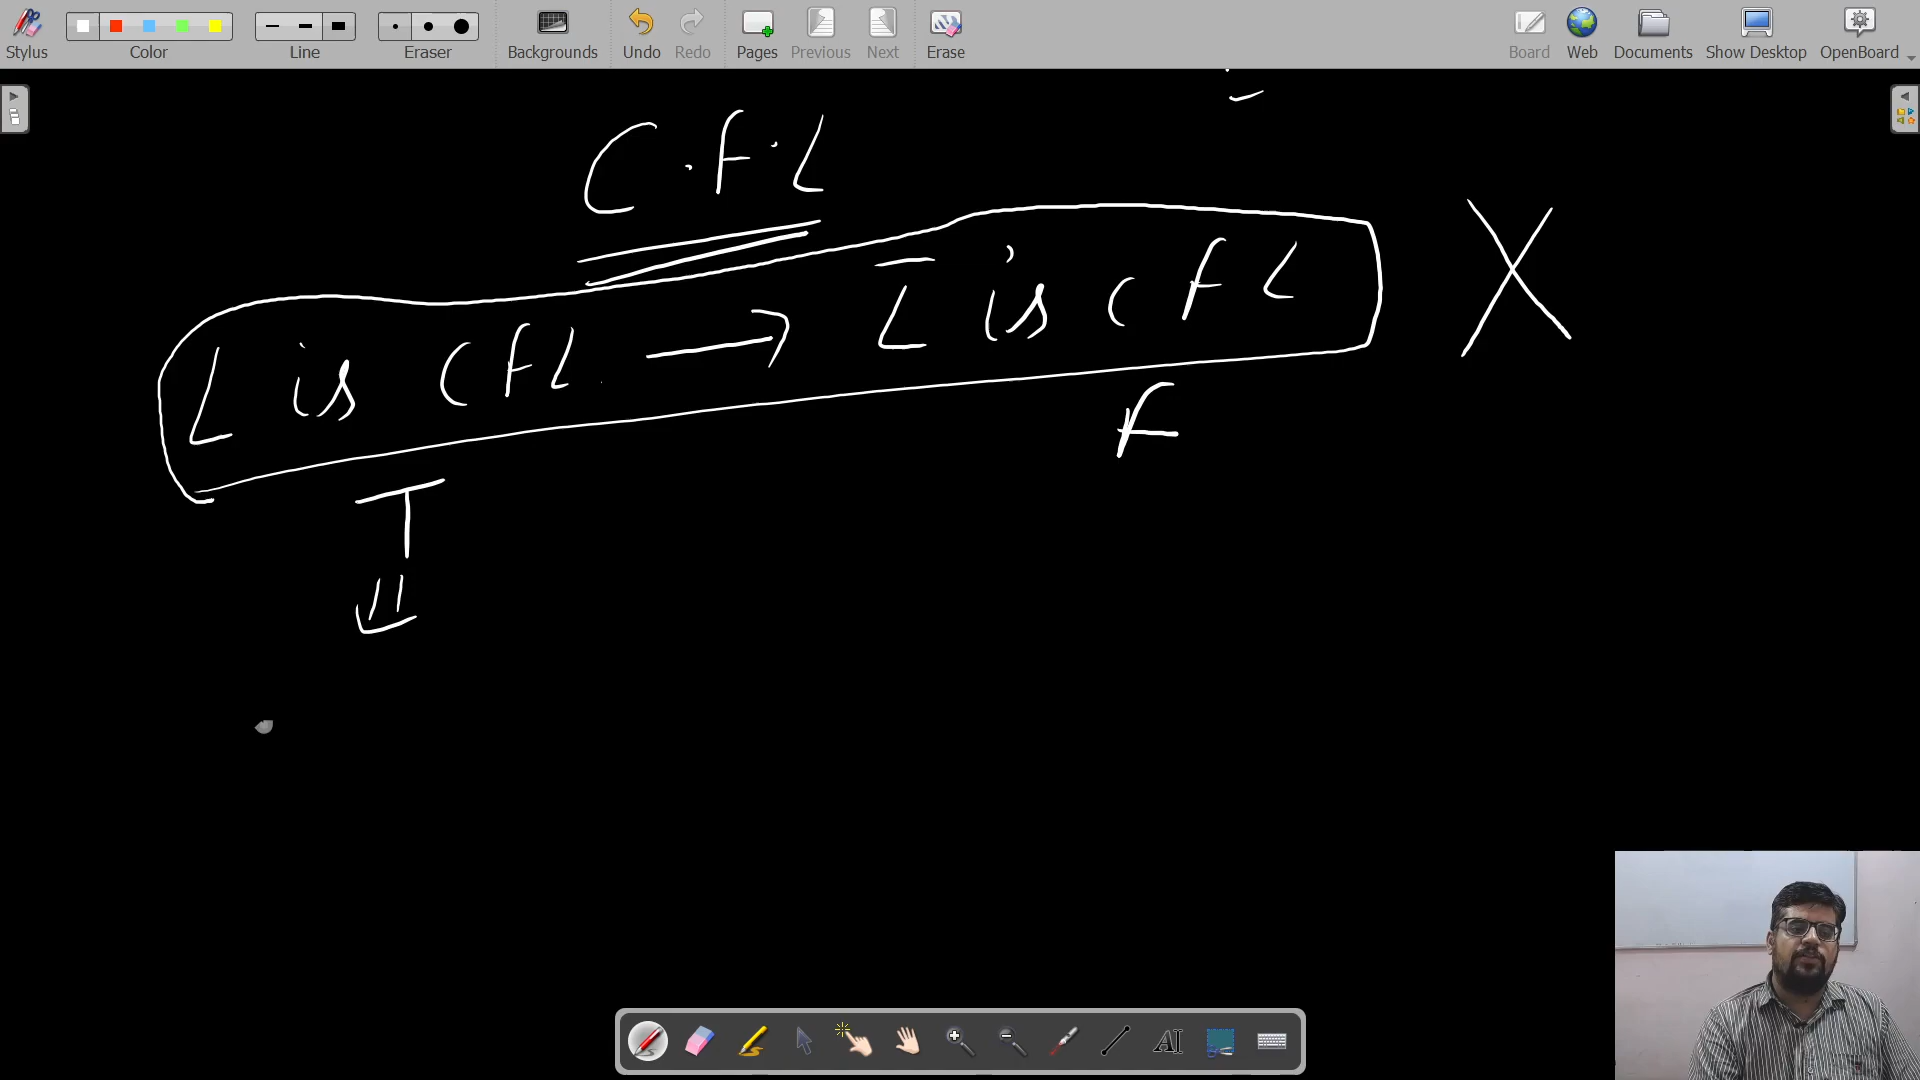 Stylus Color Line Eraser Backgrounds Undo Redo Pages Previous Next Erase Board Web Documents Show Desktop OpenBoard
C.F.L
L is CFL → L̅ is CFL X
T F